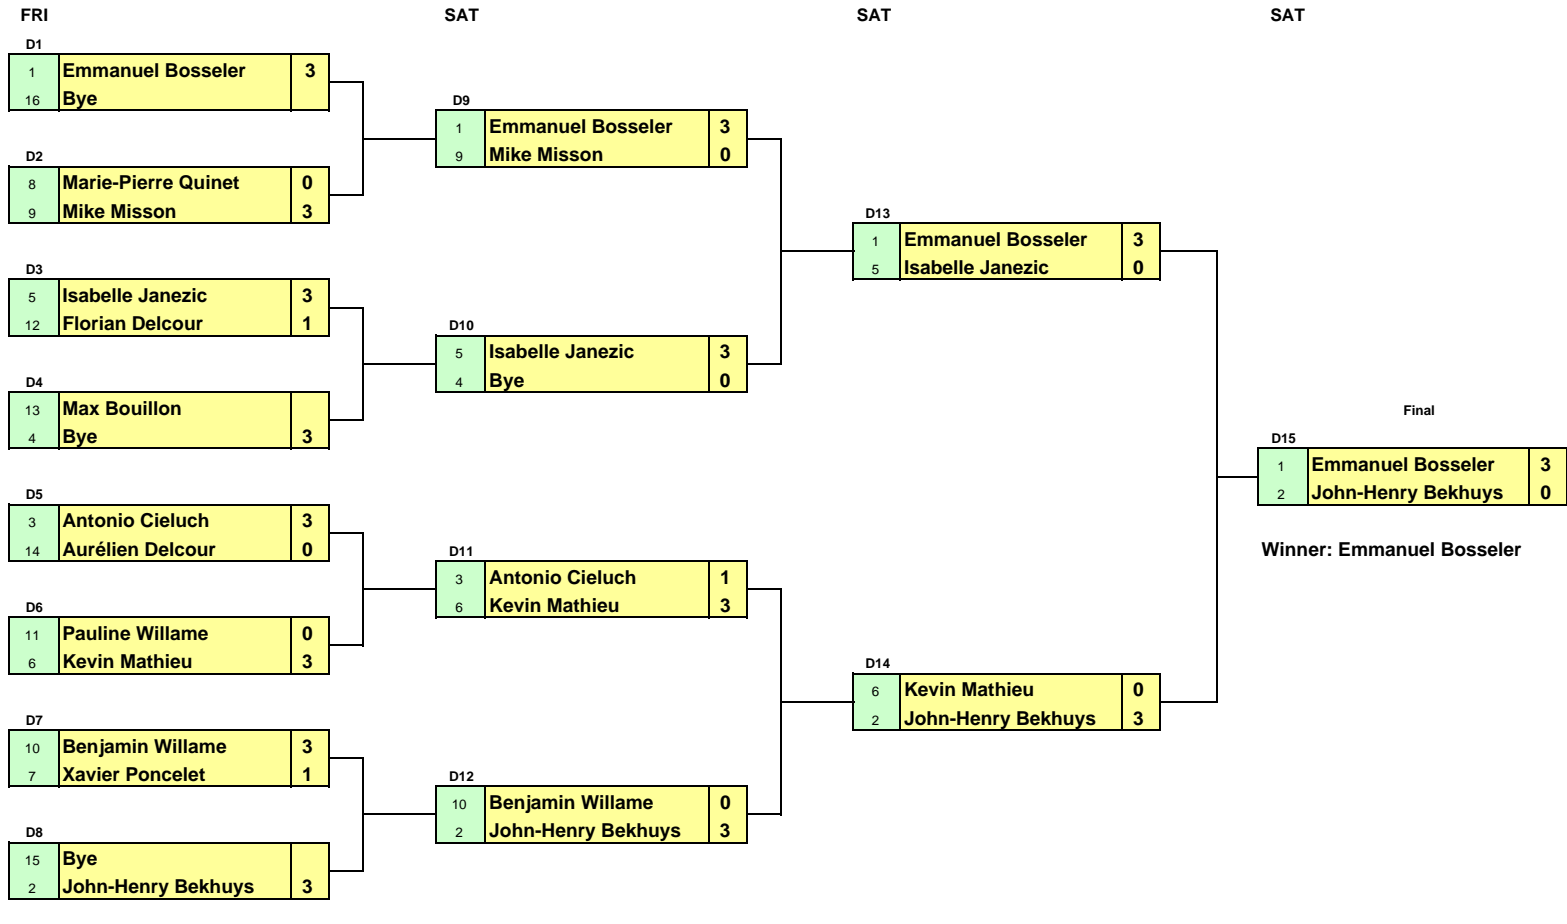 FRI SAT SAT SAT
D1
1 Emmanuel Bosseler 3
16 Bye
D2
8 Marie-Pierre Quinet 0
9 Mike Misson 3
D3
5 Isabelle Janezic 3
12 Florian Delcour 1
D4
13 Max Bouillon
4 Bye 3
D5
3 Antonio Cieluch 3
14 Aurélien Delcour 0
D6
11 Pauline Willame 0
6 Kevin Mathieu 3
D7
10 Benjamin Willame 3
7 Xavier Poncelet 1
D8
15 Bye
2 John-Henry Bekhuys 3
D9
1 Emmanuel Bosseler 3
9 Mike Misson 0
D10
5 Isabelle Janezic 3
4 Bye 0
D11
3 Antonio Cieluch 1
6 Kevin Mathieu 3
D12
10 Benjamin Willame 0
2 John-Henry Bekhuys 3
D13
1 Emmanuel Bosseler 3
5 Isabelle Janezic 0
D14
6 Kevin Mathieu 0
2 John-Henry Bekhuys 3
Final
D15
1 Emmanuel Bosseler 3
2 John-Henry Bekhuys 0
Winner: Emmanuel Bosseler